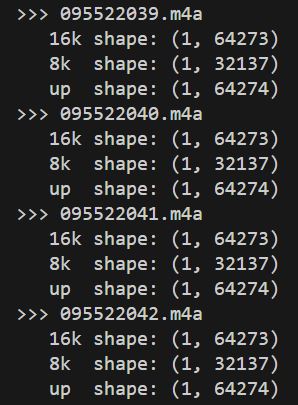 >>> 095522039.m4a
16k shape: (1, 64273)
8k  shape: (1, 32137)
up  shape: (1, 64274)
>>> 095522040.m4a
16k shape: (1, 64273)
8k  shape: (1, 32137)
up  shape: (1, 64274)
>>> 095522041.m4a
16k shape: (1, 64273)
8k  shape: (1, 32137)
up  shape: (1, 64274)
>>> 095522042.m4a
16k shape: (1, 64273)
8k  shape: (1, 32137)
up  shape: (1, 64274)